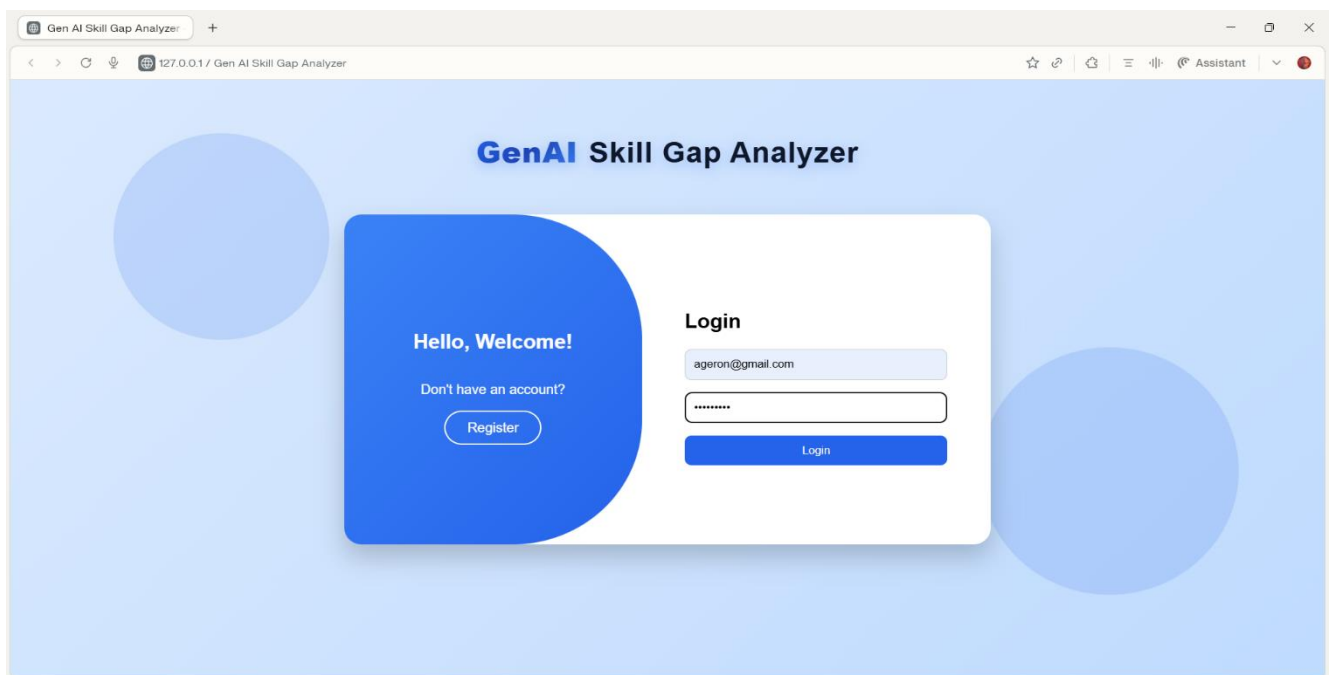 Gen AI Skill Gap Analyzer
127.0.0.1 / Gen AI Skill Gap Analyzer
Assistant
GenAI Skill Gap Analyzer
Hello, Welcome!
Don't have an account?
Register
Login
ageron@gmail.com
•••••••••
Login